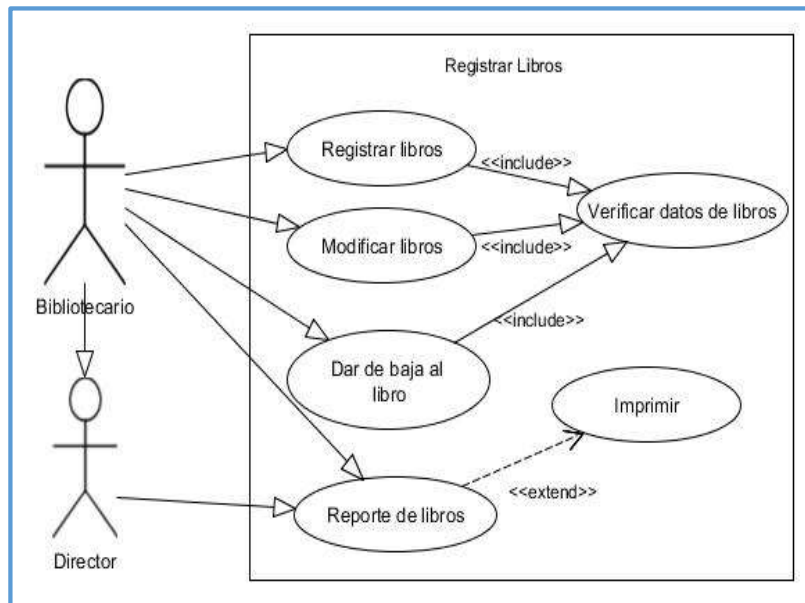 Registrar Libros
Registrar libros
<<include>>
Verificar datos de libros
Modificar libros
<<include>>
Bibliotecario
<<include>>
Dar de baja al
libro
Imprimir
<<extend>>
Reporte de libros
Director